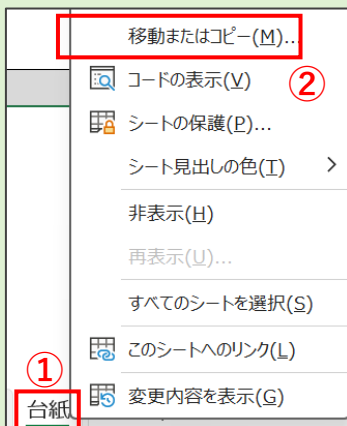 移動またはコピー(M)...
コードの表示(V)
②
シートの保護(P)...
シート見出しの色(T)
非表示(H)
再表示(U)...
すべてのシートを選択(S)
このシートへのリンク(L)
①
変更内容を表示(G)
台紙